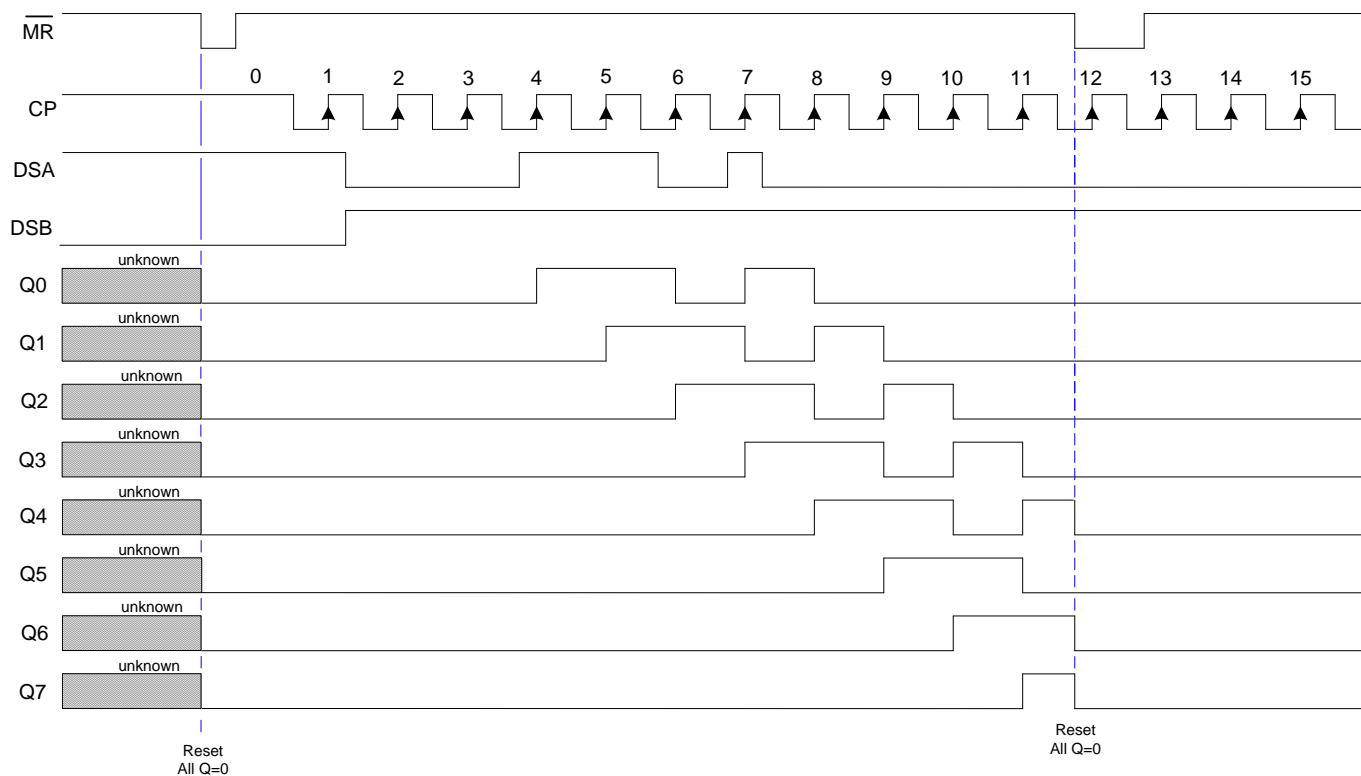 MR
0 1 2 3 4 5 6 7 8 9 10 11 12 13 14 15
CP
DSA
DSB
unknown
Q0
unknown
Q1
unknown
Q2
unknown
Q3
unknown
Q4
unknown
Q5
unknown
Q6
unknown
Q7
Reset
All Q=0
Reset
All Q=0